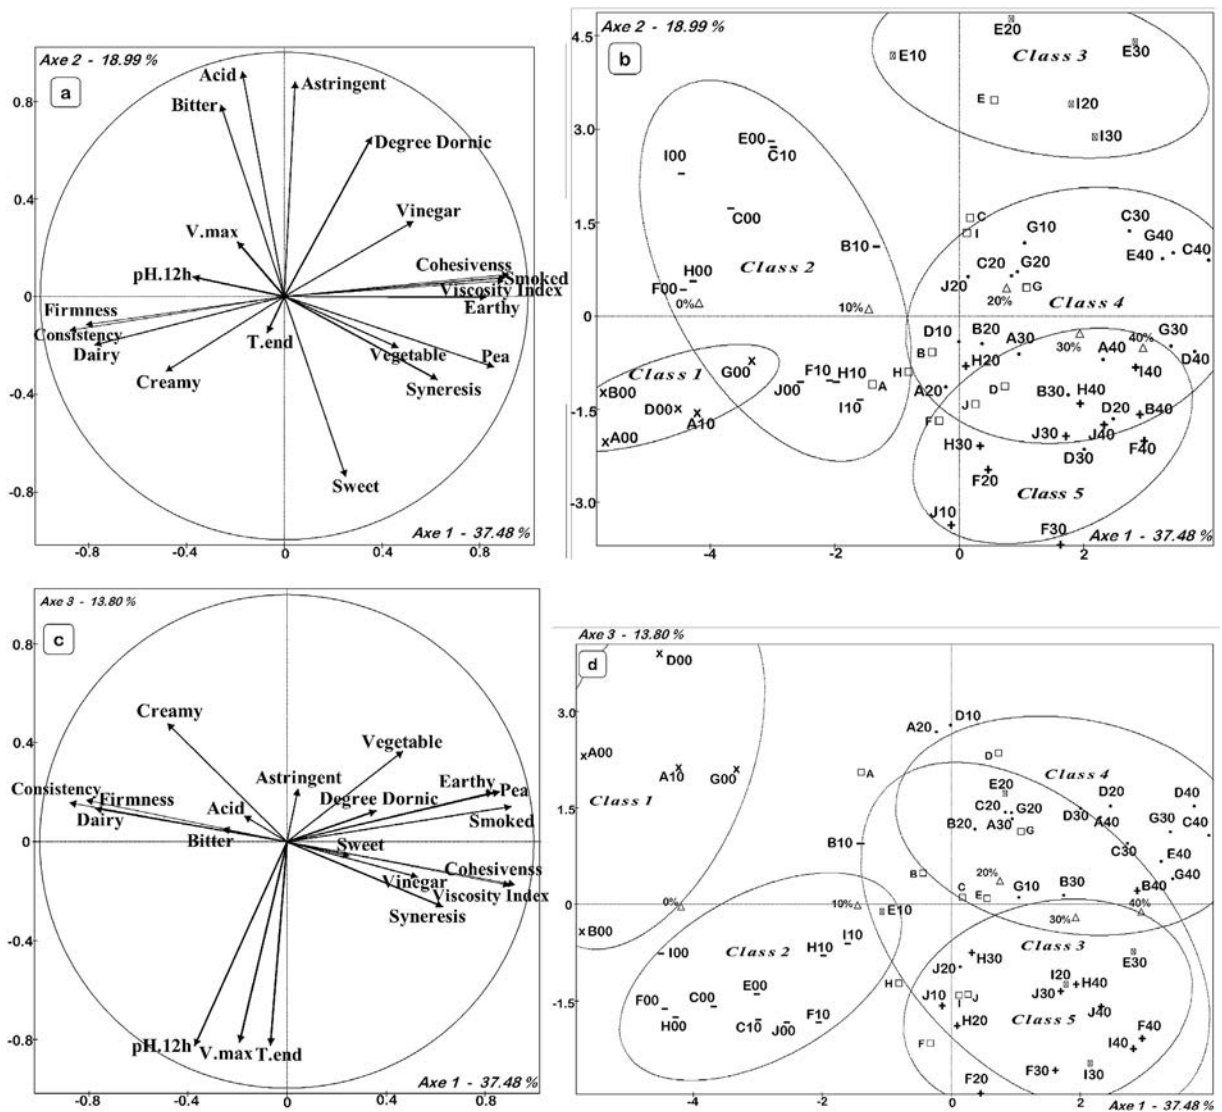 Axe 2 - 18.99 %
a
Acid
Astringent
Bitter
Degree Dornic
Vinegar
V.max
pH.12h
Cohesivenss
Smoked
Viscosity Index
Earthy
Firmness
Consistency
Dairy
Creamy
T.end
Vegetable
Pea
Syneresis
Sweet
Axe 1 - 37.48 %
0.8
0.4
0
-0.4
-0.8
-0.8 -0.4 0 0.4 0.8
Axe 2 - 18.99 %
b
4.5
3.0
1.5
0
-1.5
-3.0
E20
E30
E10
Class 3
E
I20
I30
E00
C10
I00
C00
B10
H00
Class 2
F00
0%
10%
C
I
G10
C30
G40
C40
E40
C20
G20
J20
G
20%
Class 4
D10
B20
A30
30%
40%
G30
A40
D40
B
H20
I40
Class 1
G00
F10
H10
H
A
J00
I10
A20
D
B30
H40
B00
D00
A10
A00
J
F
D20
B40
H30
J30
J40
F40
D30
F20
Class 5
J10
F30
Axe 1 - 37.48 %
-4 -2 0 2
Axe 3 - 13.80 %
c
Creamy
Vegetable
Astringent
Earthy
Pea
Consistency
Firmness
Dairy
Acid
Degree Dornic
Smoked
Bitter
Sweet
Cohesivenss
Vinegar
Viscosity Index
Syneresis
pH.12h
V.max
T.end
Axe 1 - 37.48 %
0.8
0.4
0
-0.4
-0.8
-0.8 -0.4 0 0.4 0.8
Axe 3 - 13.80 %
d
3.0
1.5
0
-1.5
D00
A00
A10
G00
Class 1
A20
D10
A
D
Class 4
E20
D20
D40
C20
G20
D30
A40
B20
A30
G
G30
C40
B10
C30
E40
B
20%
G40
C
E
G10
B30
B40
0%
10%
E10
30%
40%
B00
I00
Class 2
H10
I10
H30
Class 3
E30
J20
I20
H40
H
F00
C00
E00
J10
I
J
J30
J40
H00
C10
J00
F10
H20
Class 5
F40
F
I40
F30
I30
F20
Axe 1 - 37.48 %
-4 -2 0 2